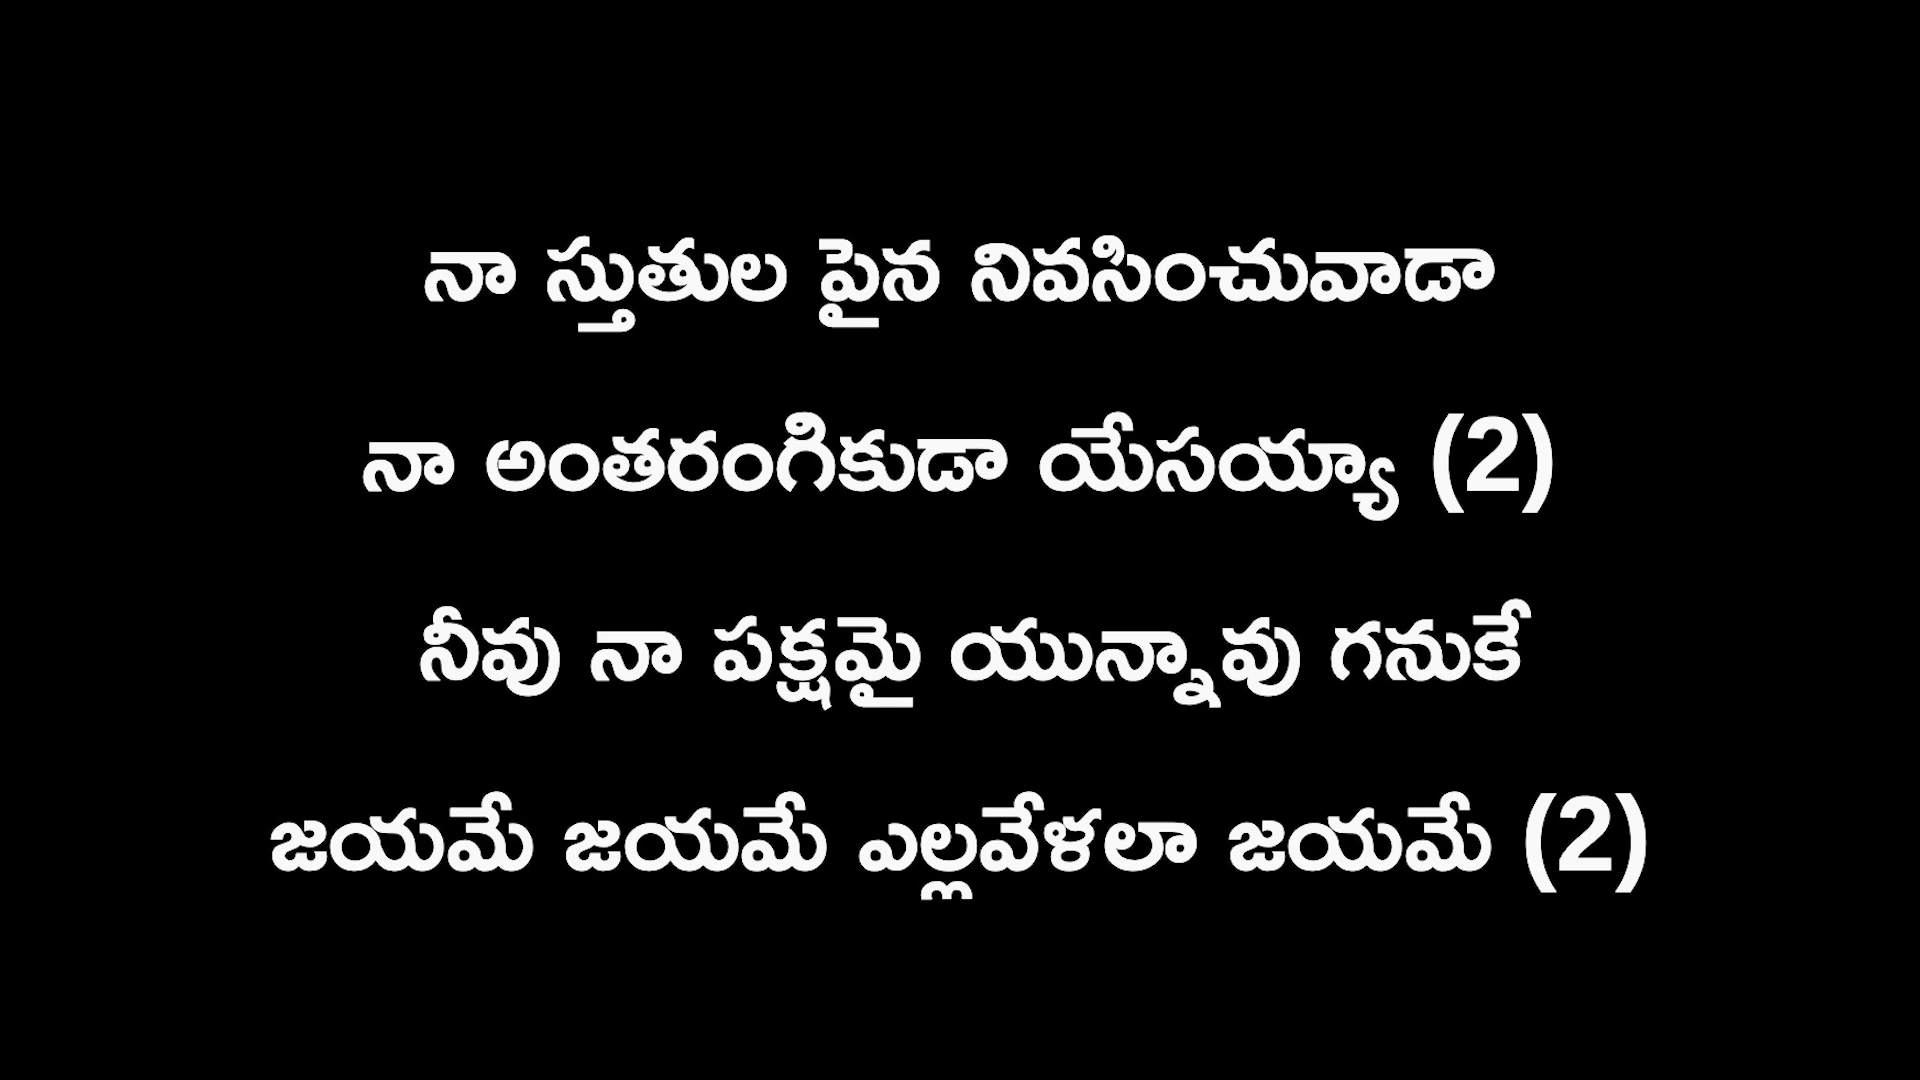 నా స్తుతుల పైన నివసించువాడా
నా అంతరంగికుడా యేసయ్యా (2)
నీవు నా పక్షమై యున్నావు గనుకే
జయమే జయమే ఎల్లవేళలా జయమే (2)